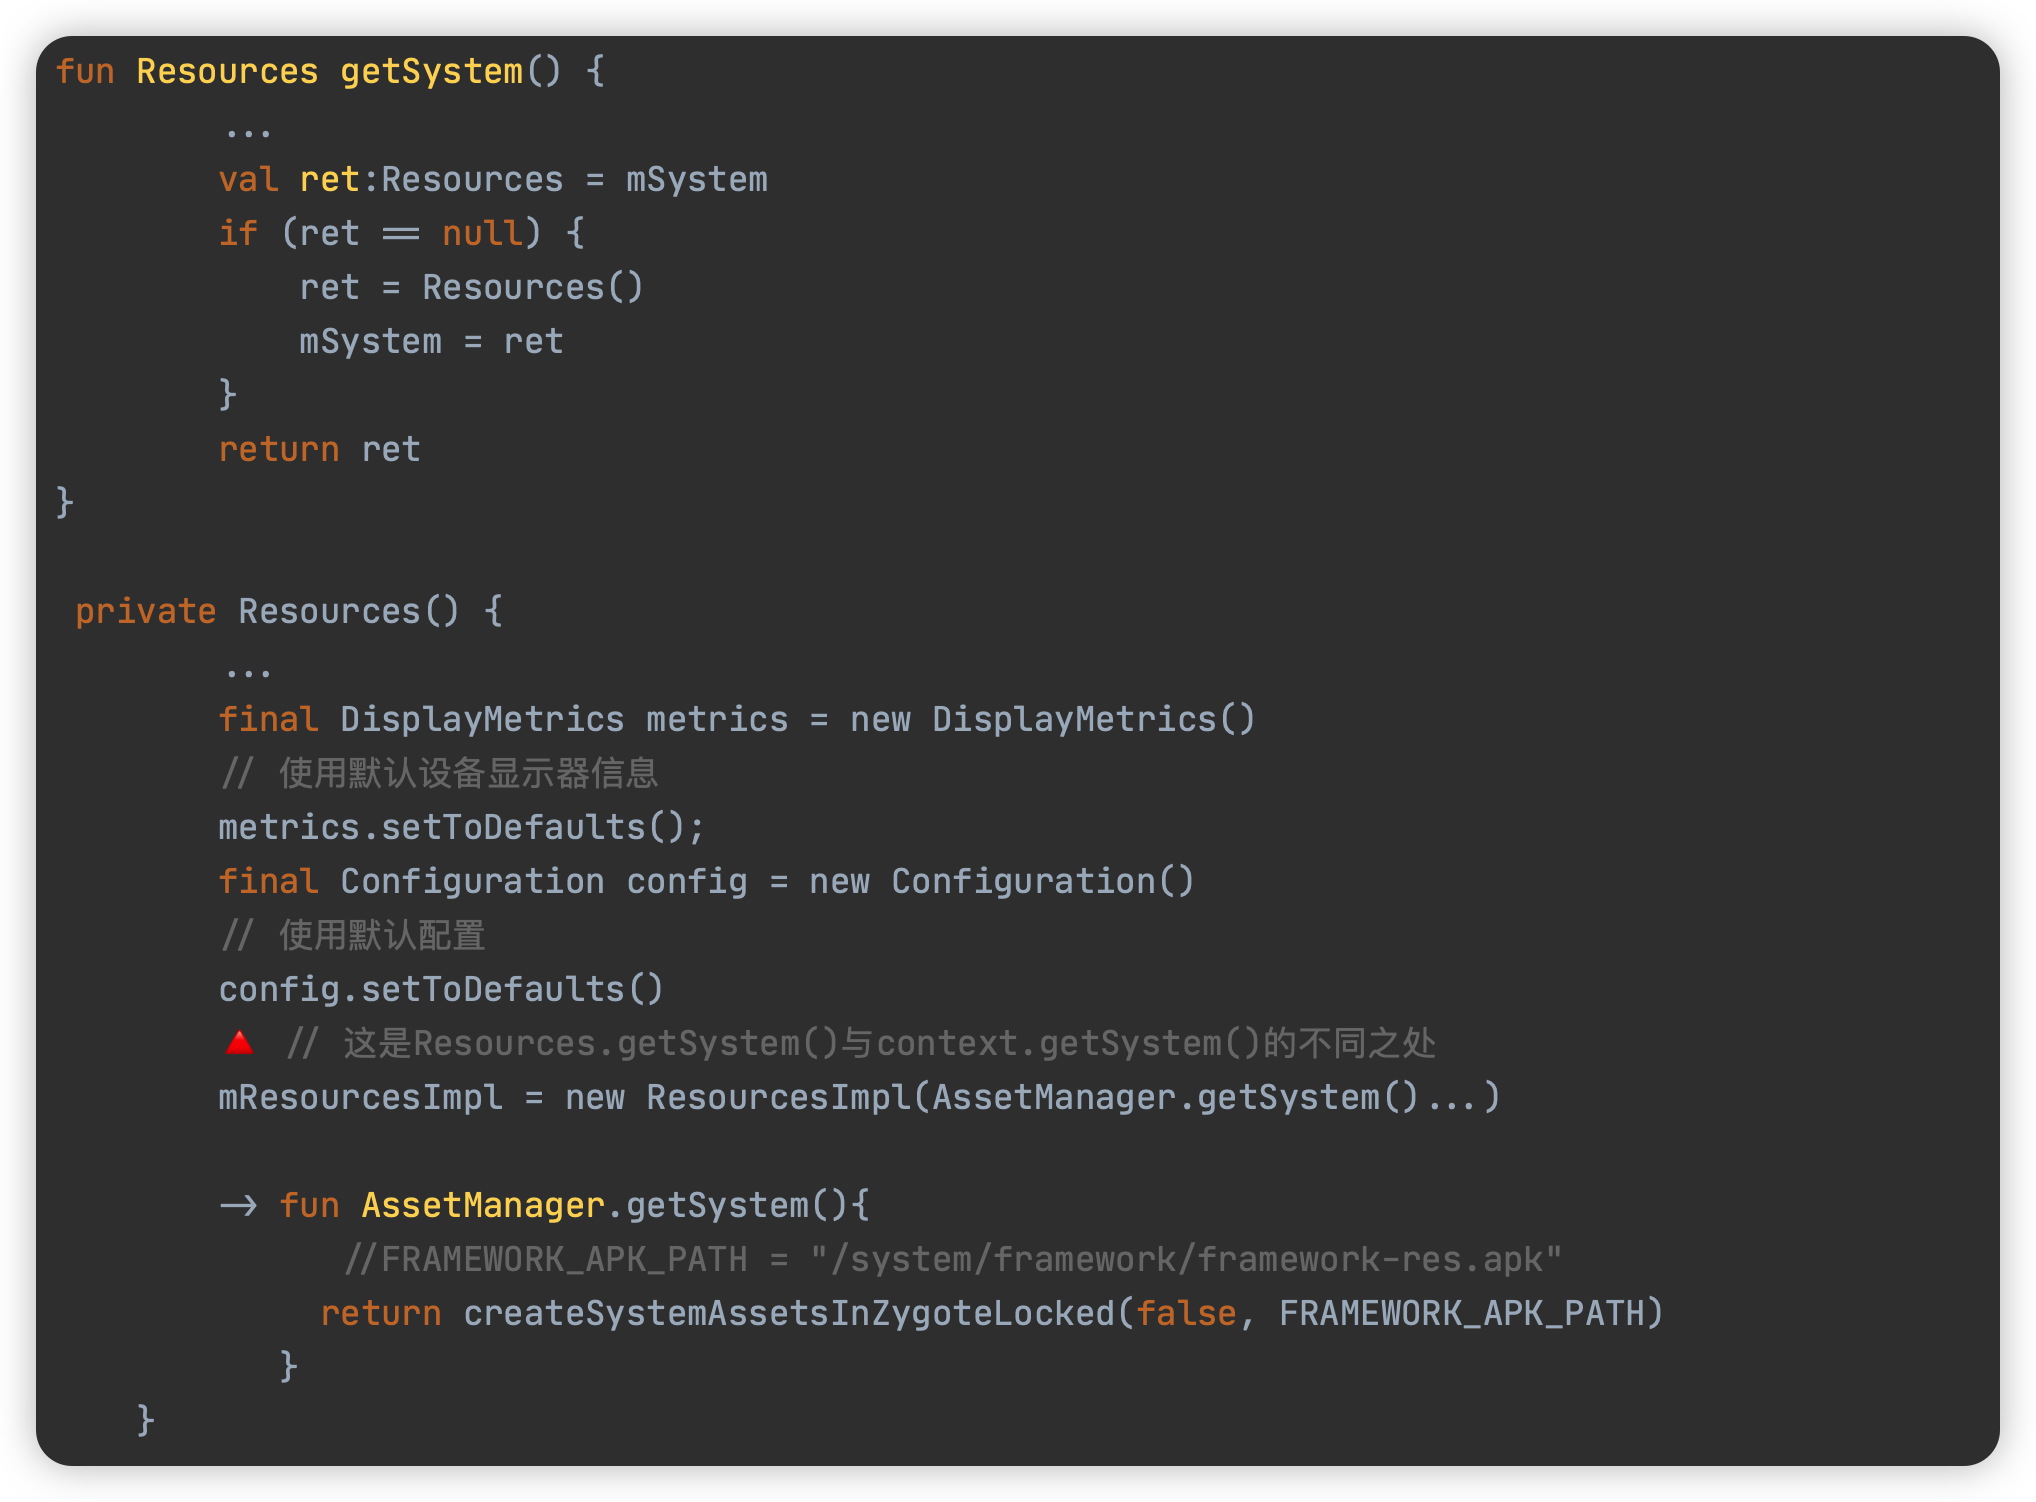 fun Resources getSystem() {
...
val ret:Resources = mSystem
if (ret == null) {
ret = Resources()
mSystem = ret
}
return ret
}
private Resources() {
...
final DisplayMetrics metrics = new DisplayMetrics()
// 使用默认设备显示器信息
metrics.setToDefaults();
final Configuration config = new Configuration()
// 使用默认配置
config.setToDefaults()
🔺 // 这是Resources.getSystem()与context.getSystem()的不同之处
mResourcesImpl = new ResourcesImpl(AssetManager.getSystem()...)
-> fun AssetManager.getSystem(){
//FRAMEWORK_APK_PATH = "/system/framework/framework-res.apk"
return createSystemAssetsInZygoteLocked(false, FRAMEWORK_APK_PATH)
}
}